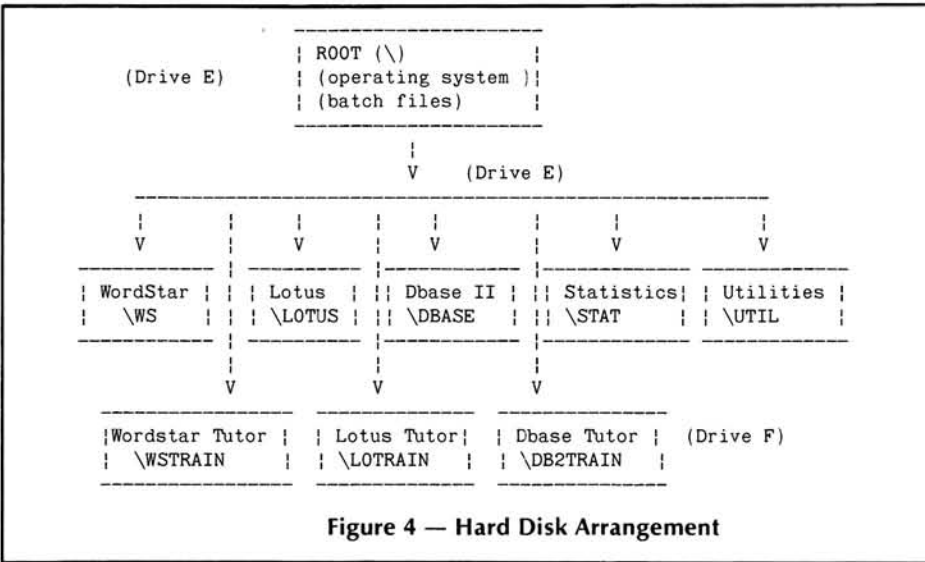 ROOT (\)
(Drive E) (operating system )
(batch files)
(Drive E)
WordStar Lotus Dbase II Statistics Utilities
\WS \LOTUS \DBASE \STAT \UTIL
Wordstar Tutor Lotus Tutor Dbase Tutor (Drive F)
\WSTRAIN \LOTRAIN \DB2TRAIN
Figure 4 — Hard Disk Arrangement